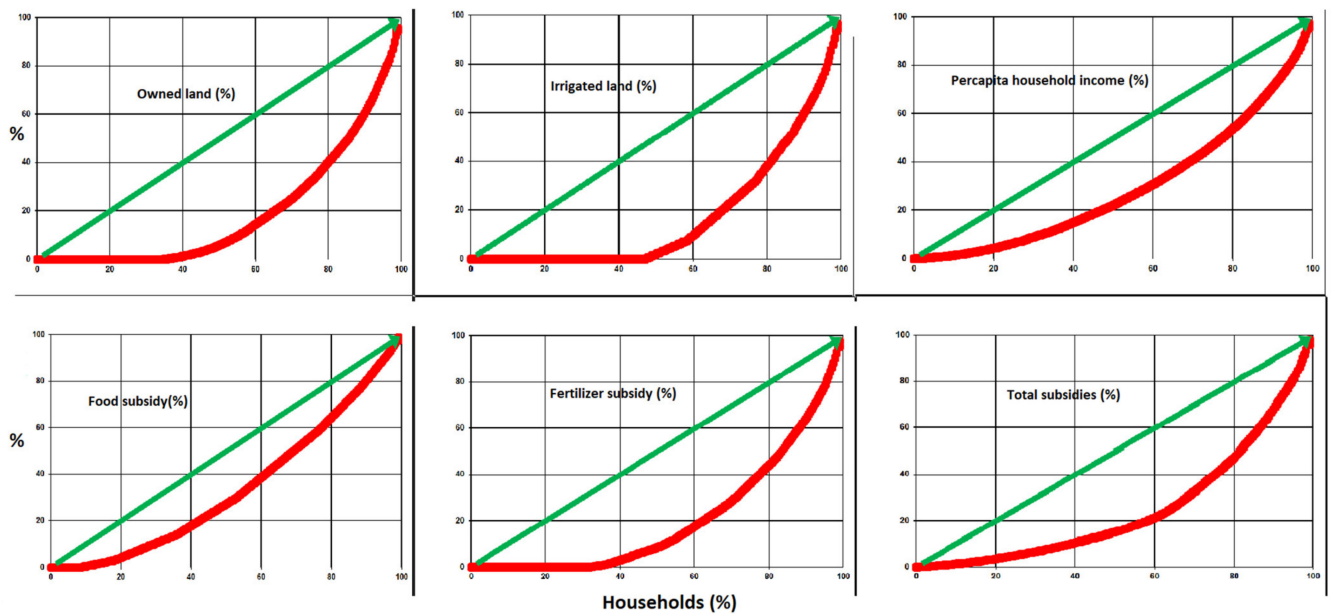 100
80
Owned land (%)
60
%
40
20
0
0 20 40 60 80 100
100
80
Irrigated land (%)
60
40
20
0
0 20 40 60 80 100
100
80
Percapita household income (%)
60
40
20
0
0 20 40 60 80 100
100
80
Food subsidy(%)
60
%
40
20
0
0 20 40 60 80 100
100
80
Fertilizer subsidy (%)
60
40
20
0
0 20 40 60 80 100
100
80
Total subsidies (%)
60
40
20
0
0 20 40 60 80 100
Households (%)